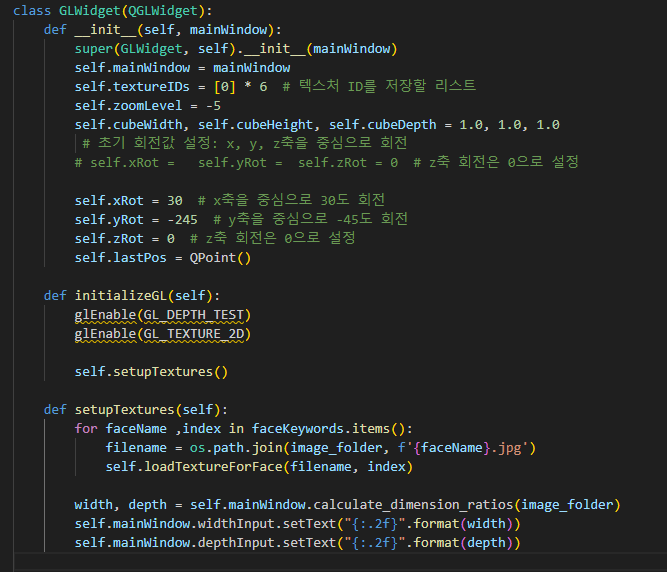 class GLWidget(QGLWidget):
    def __init__(self, mainWindow):
        super(GLWidget, self).__init__(mainWindow)
        self.mainWindow = mainWindow
        self.textureIDs = [0] * 6  # 텍스처 ID를 저장할 리스트
        self.zoomLevel = -5
        self.cubeWidth, self.cubeHeight, self.cubeDepth = 1.0, 1.0, 1.0
         # 초기 회전값 설정: x, y, z축을 중심으로 회전
        # self.xRot =   self.yRot =  self.zRot = 0  # z축 회전은 0으로 설정
        self.xRot = 30  # x축을 중심으로 30도 회전
        self.yRot = -245  # y축을 중심으로 -45도 회전
        self.zRot = 0  # z축 회전은 0으로 설정
        self.lastPos = QPoint()
    def initializeGL(self):
        glEnable(GL_DEPTH_TEST)
        glEnable(GL_TEXTURE_2D)
        self.setupTextures()
    def setupTextures(self):
        for faceName ,index in faceKeywords.items():
            filename = os.path.join(image_folder, f'{faceName}.jpg')
            self.loadTextureForFace(filename, index)
        width, depth = self.mainWindow.calculate_dimension_ratios(image_folder)
        self.mainWindow.widthInput.setText("{:.2f}".format(width))
        self.mainWindow.depthInput.setText("{:.2f}".format(depth))